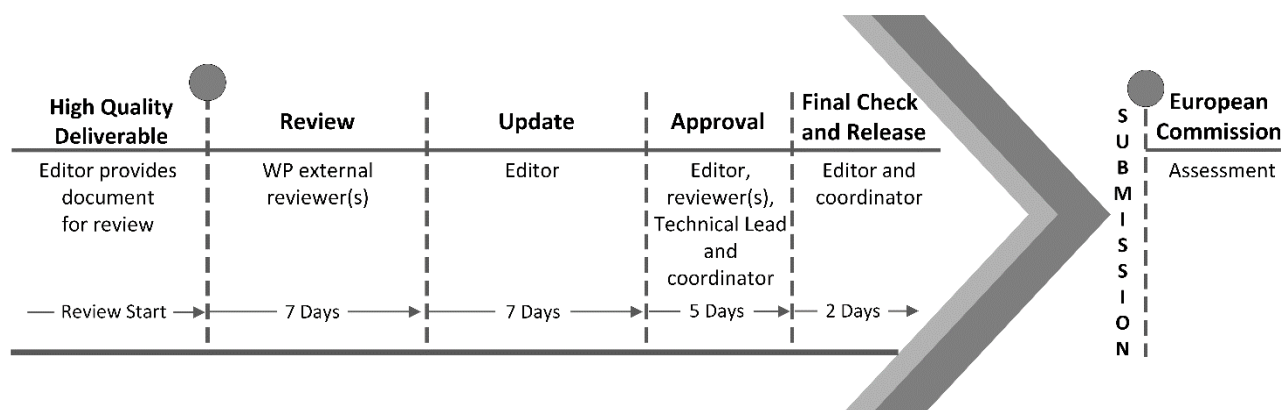 High Quality
Deliverable
Editor provides
document
for review
Review Start
Review
WP external
reviewer(s)
7 Days
Update
Editor
7 Days
Approval
Editor,
reviewer(s),
Technical Lead
and
coordinator
5 Days
Final Check
and Release
Editor and
coordinator
2 Days
SUBMISSION
European
Commission
Assessment